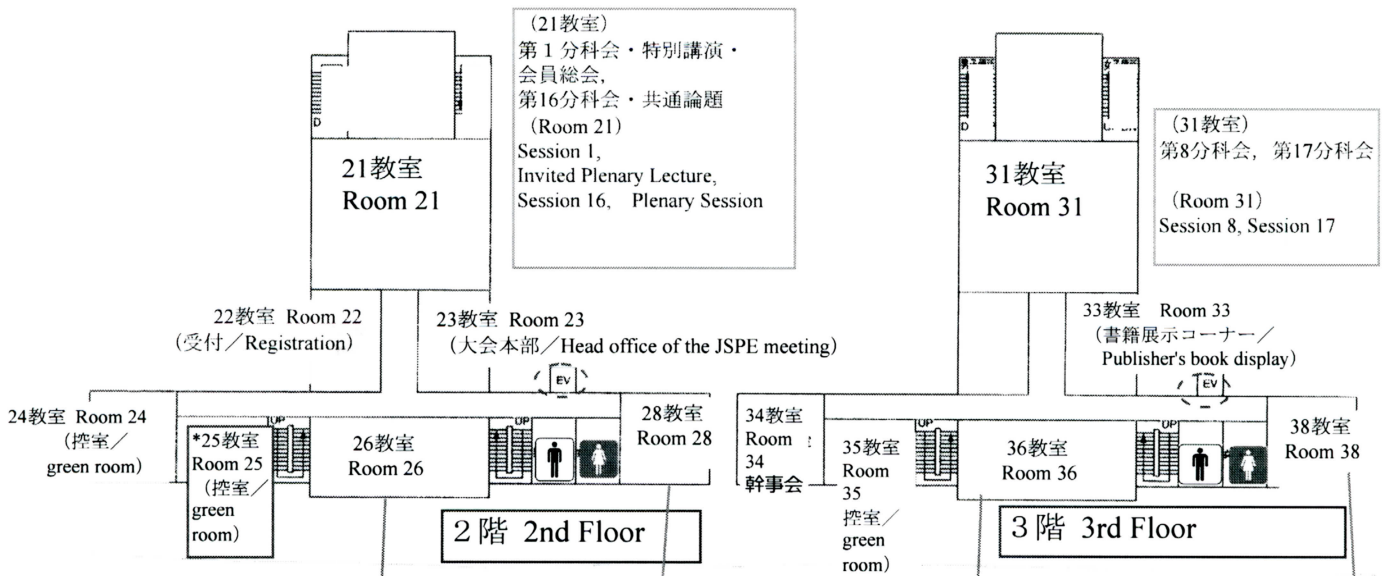 21教室
Room 21
(21教室)
第1分科会・特別講演・
会員総会,
第16分科会・共通論題
(Room 21)
Session 1,
Invited Plenary Lecture,
Session 16, Plenary Session
22教室 Room 22
(受付/Registration)
23教室 Room 23
(大会本部/Head office of the JSPE meeting)
EV
24教室 Room 24
(控室/
green room)
*25教室
Room 25
(控室/
green
room)
UP
26教室
Room 26
UP
28教室
Room 28
2階 2nd Floor
D
31教室
Room 31
(31教室)
第8分科会, 第17分科会
(Room 31)
Session 8, Session 17
33教室 Room 33
(書籍展示コーナー/
Publisher's book display)
EV
34教室
Room
34
幹事会
35教室
Room
35
控室/
green
room)
UP
36教室
Room 36
UP
38教室
Room 38
3階 3rd Floor
D